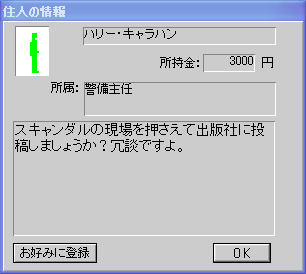 住人の情報
ハリー・キャラハン
所持金: 3000 円
所属: 警備主任
スキャンダルの現場を押さえて出版社に投
稿しましょうか？冗談ですよ。
お好みに登録
OK